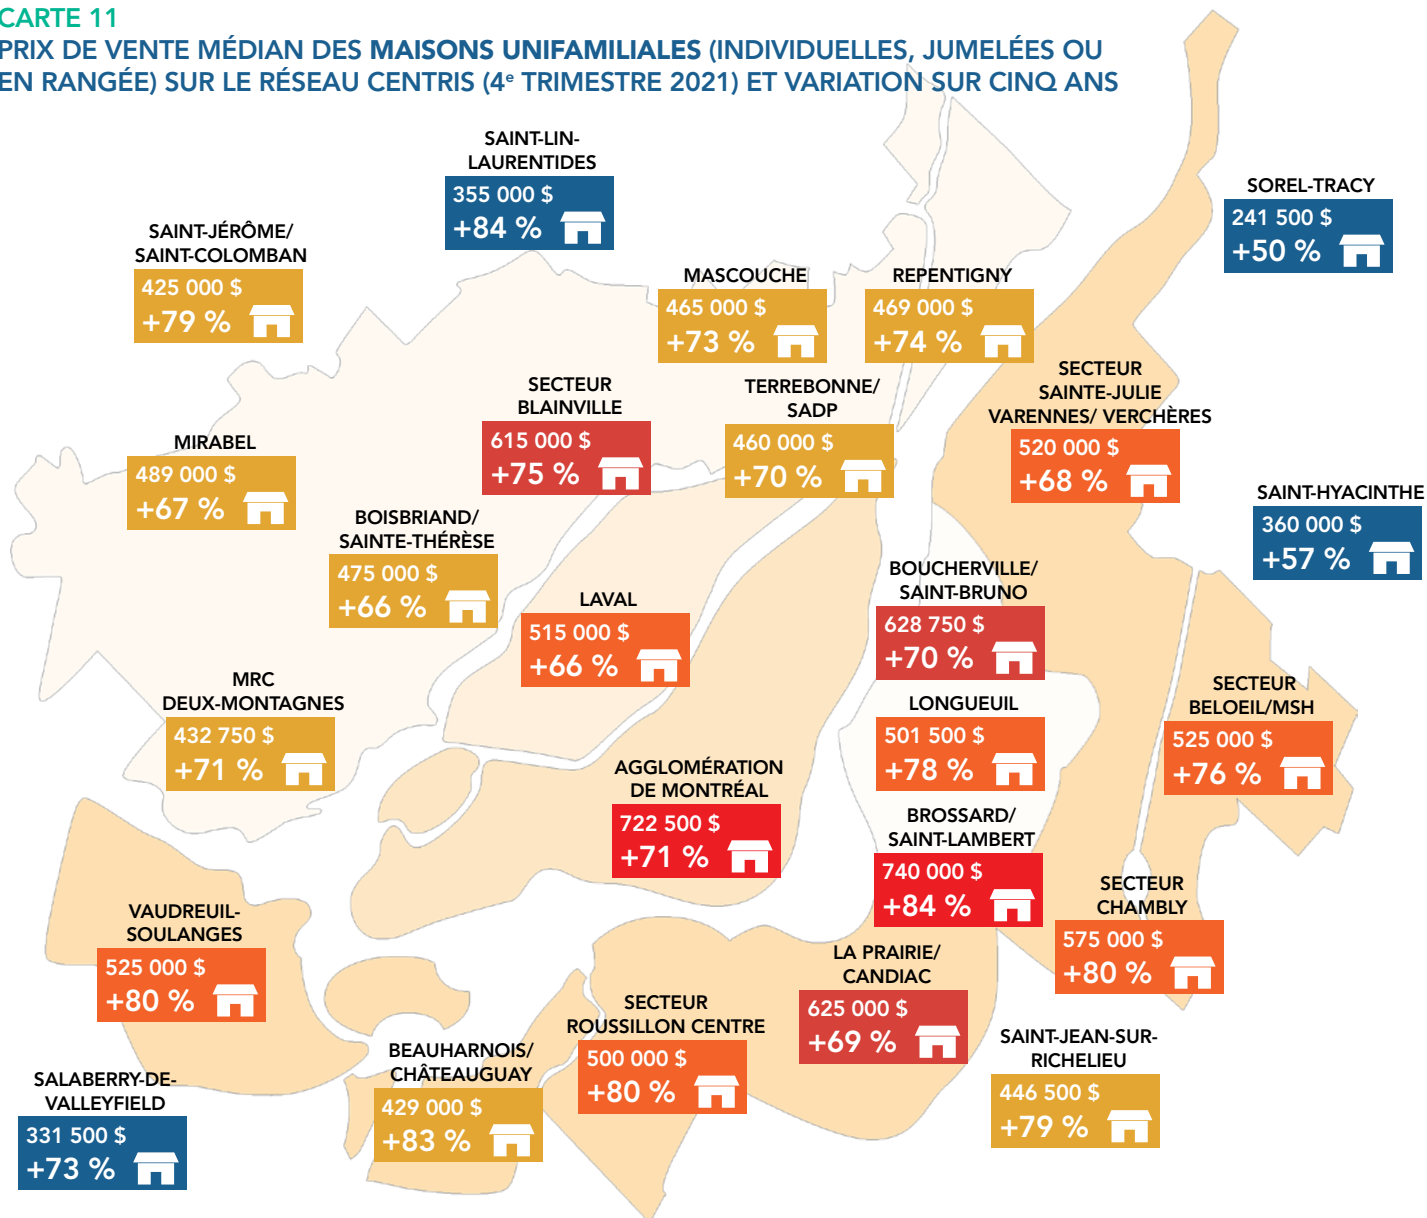 CARTE 11
PRIX DE VENTE MÉDIAN DES MAISONS UNIFAMILIALES (INDIVIDUELLES, JUMELÉES OU
EN RANGÉE) SUR LE RÉSEAU CENTRIS (4e TRIMESTRE 2021) ET VARIATION SUR CINQ ANS
SAINT-LIN-
LAURENTIDES
355 000 $
+84 %
SOREL-TRACY
241 500 $
+50 %
SAINT-JÉRÔME/
SAINT-COLOMBAN
425 000 $
+79 %
MASCOUCHE
465 000 $
+73 %
REPENTIGNY
469 000 $
+74 %
SECTEUR
SAINTE-JULIE
VARENNES/ VERCHÈRES
520 000 $
+68 %
SECTEUR
BLAINVILLE
615 000 $
+75 %
TERREBONNE/
SADP
460 000 $
+70 %
MIRABEL
489 000 $
+67 %
SAINT-HYACINTHE
360 000 $
+57 %
BOISBRIAND/
SAINTE-THÉRÈSE
475 000 $
+66 %
LAVAL
515 000 $
+66 %
BOUCHERVILLE/
SAINT-BRUNO
628 750 $
+70 %
MRC
DEUX-MONTAGNES
432 750 $
+71 %
LONGUEUIL
501 500 $
+78 %
SECTEUR
BELOEIL/MSH
525 000 $
+76 %
AGGLOMÉRATION
DE MONTRÉAL
722 500 $
+71 %
BROSSARD/
SAINT-LAMBERT
740 000 $
+84 %
SECTEUR
CHAMBLY
575 000 $
+80 %
VAUDREUIL-
SOULANGES
525 000 $
+80 %
LA PRAIRIE/
CANDIAC
625 000 $
+69 %
SECTEUR
ROUSSILLON CENTRE
500 000 $
+80 %
SAINT-JEAN-SUR-
RICHELIEU
446 500 $
+79 %
BEAUHARNOIS/
CHÂTEAUGUAY
429 000 $
+83 %
SALABERRY-DE-
VALLEYFIELD
331 500 $
+73 %